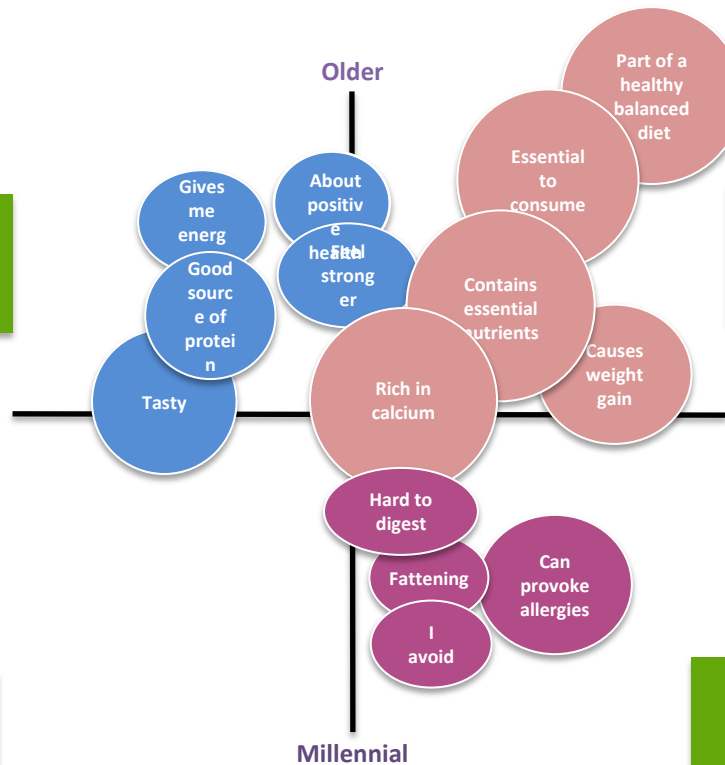 Older
Part of a
healthy
balanced
diet
Essential
to
consume
Gives
me
energ
About
positiv
e
health
Feel
strong
er
Good
sourc
e of
protei
n
Contains
essential
nutrients
Causes
weight
gain
Rich in
calcium
Tasty
Hard to
digest
Fattening
Can
provoke
allergies
I
avoid
Millennial